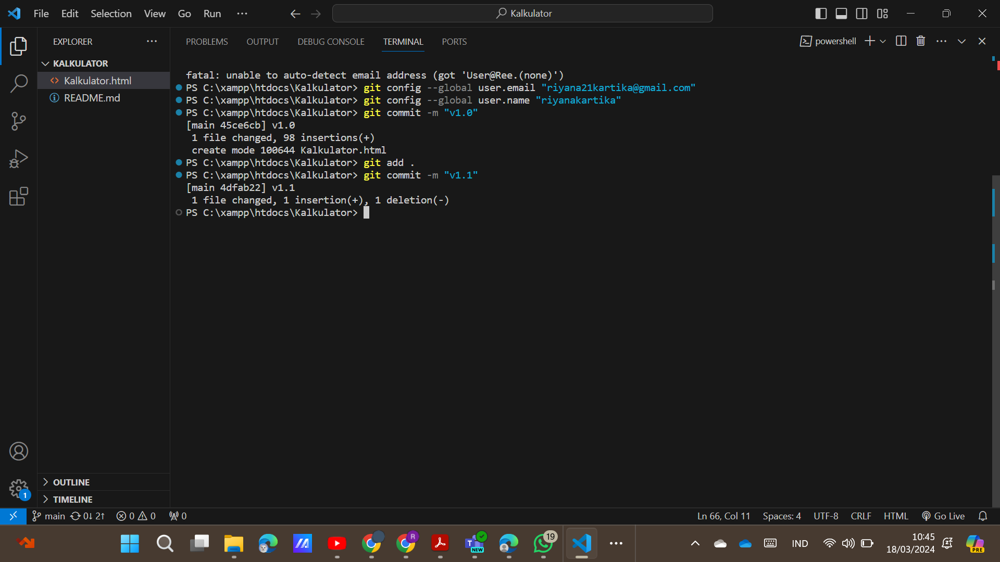 File Edit Selection View Go Run ···
Kalkulator
EXPLORER
KALKULATOR
Kalkulator.html
README.md
OUTLINE
TIMELINE
PROBLEMS OUTPUT DEBUG CONSOLE TERMINAL PORTS
powershell
fatal: unable to auto-detect email address (got 'User@Ree.(none)')
PS C:\xampp\htdocs\Kalkulator> git config --global user.email "riyana21kartika@gmail.com"
PS C:\xampp\htdocs\Kalkulator> git config --global user.name "riyanakartika"
PS C:\xampp\htdocs\Kalkulator> git commit -m "v1.0"
[main 45ce6cb] v1.0
1 file changed, 98 insertions(+)
create mode 100644 Kalkulator.html
PS C:\xampp\htdocs\Kalkulator> git add .
PS C:\xampp\htdocs\Kalkulator> git commit -m "v1.1"
[main 4dfab22] v1.1
1 file changed, 1 insertion(+), 1 deletion(-)
PS C:\xampp\htdocs\Kalkulator>
1
main 0↓ 2↑ 0 0 0
Ln 66, Col 11 Spaces: 4 UTF-8 CRLF HTML Go Live
R
T
NEW
19
IND
10:45
18/03/2024
PRE